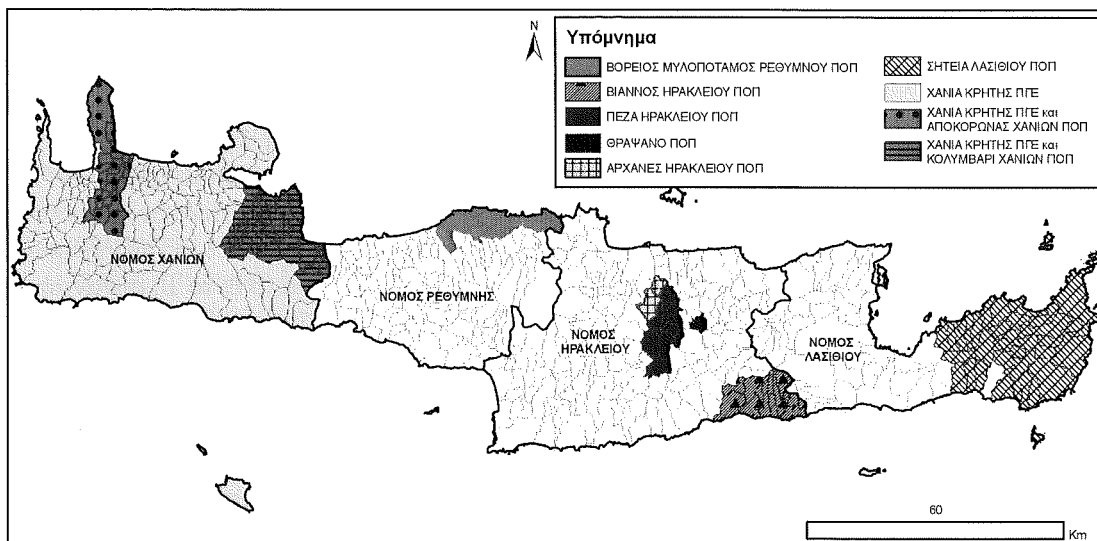 N
Υπόμνημα
ΒΟΡΕΙΟΣ ΜΥΛΟΠΟΤΑΜΟΣ ΡΕΘΥΜΝΟΥ ΠΟΠ
ΒΙΑΝΝΟΣ ΗΡΑΚΛΕΙΟΥ ΠΟΠ
ΠΕΖΑ ΗΡΑΚΛΕΙΟΥ ΠΟΠ
ΘΡΑΨΑΝΟ ΠΟΠ
ΑΡΧΑΝΕΣ ΗΡΑΚΛΕΙΟΥ ΠΟΠ
ΣΗΤΕΙΑ ΛΑΣΙΘΙΟΥ ΠΟΠ
ΧΑΝΙΑ ΚΡΗΤΗΣ ΠΓΕ
ΧΑΝΙΑ ΚΡΗΤΗΣ ΠΓΕ και
ΑΠΟΚΟΡΩΝΑΣ ΧΑΝΙΩΝ ΠΟΠ
ΧΑΝΙΑ ΚΡΗΤΗΣ ΠΓΕ και
ΚΟΛΥΜΒΑΡΙ ΧΑΝΙΩΝ ΠΟΠ
ΝΟΜΟΣ ΧΑΝΙΩΝ
ΝΟΜΟΣ ΡΕΘΥΜΝΗΣ
ΝΟΜΟΣ
ΗΡΑΚΛΕΙΟΥ
ΝΟΜΟΣ
ΛΑΣΙΘΙΟΥ
60
Km